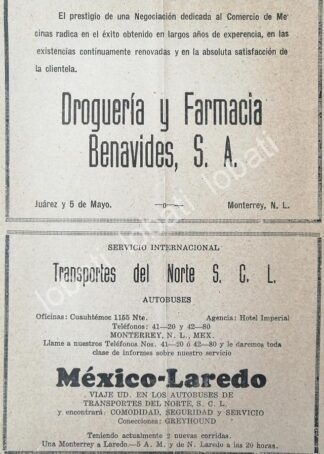 El prestigio de una Negociación dedicada al Comercio de Me
cinas radica en el éxito obtenido en largos años de experencia, en las
existencias continuamente renovadas y en la absoluta satisfacción de
la clientela.
Droguería y Farmacia
Benavides, S. A.
Juárez y 5 de Mayo. —o— Monterrey, N. L.
lobati lobati lobati
SERVICIO INTERNACIONAL
Transportes del Norte S. C. L.
AUTOBUSES
Oficinas: Cuauhtémoc 1155 Nte. Agencia: Hotel Imperial
Teléfonos: 41—20 y 42—80
MONTERREY, N. L., MEX.
Llame a nuestros Teléfonos Nos. 41—20 ó 42—80 y le daremos toda
clase de informes sobre nuestro servicio
México-Laredo
VIAJE UD. EN LOS AUTOBUSES DE
TRANSPORTES DEL NORTE, S. C. L.
y encontrará: COMODIDAD, SEGURIDAD y SERVICIO
Conecciones: GREYHOUND
Teniendo actualmente 2 nuevas corridas.
Una Monterrey a Laredo.—5 A. M. y de N. Laredo a las 20 horas.